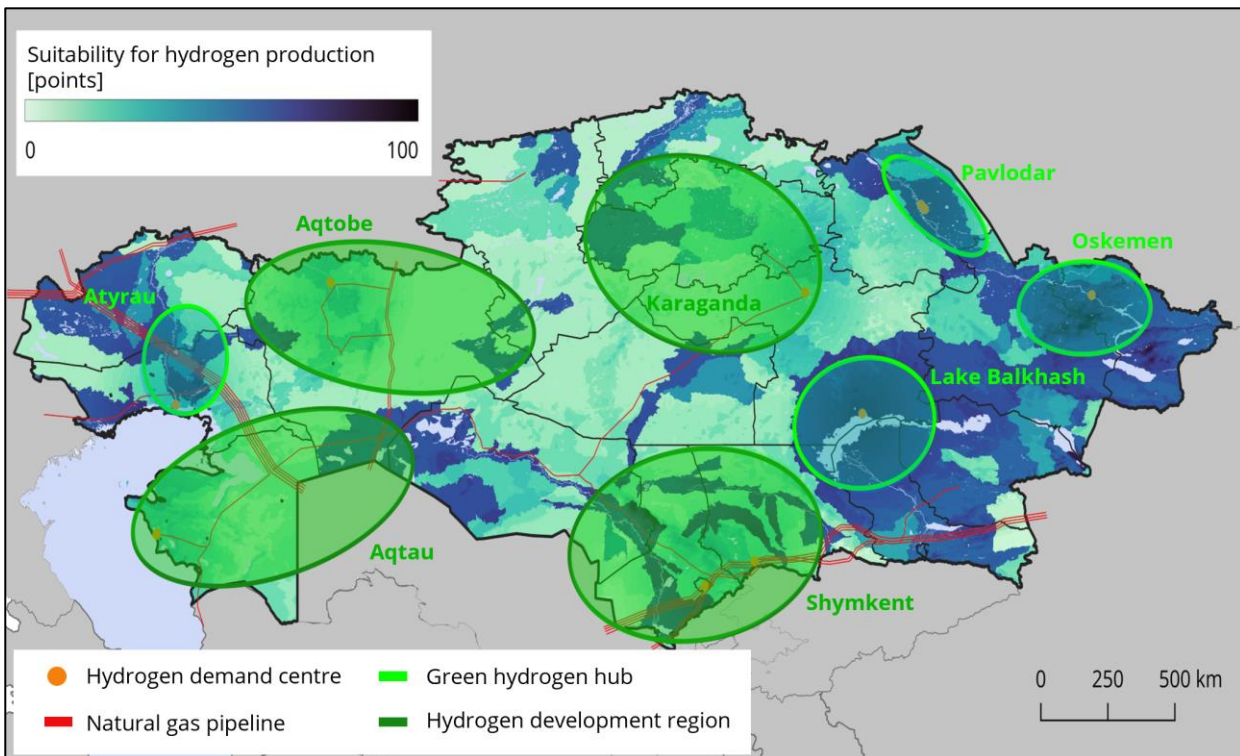 Suitability for hydrogen production
[points]
0
100
Pavlodar
Aqtobe
Oskemen
Atyrau
Karaganda
Lake Balkhash
Aqtau
Shymkent
Hydrogen demand centre
Green hydrogen hub
Natural gas pipeline
Hydrogen development region
0 250 500 km